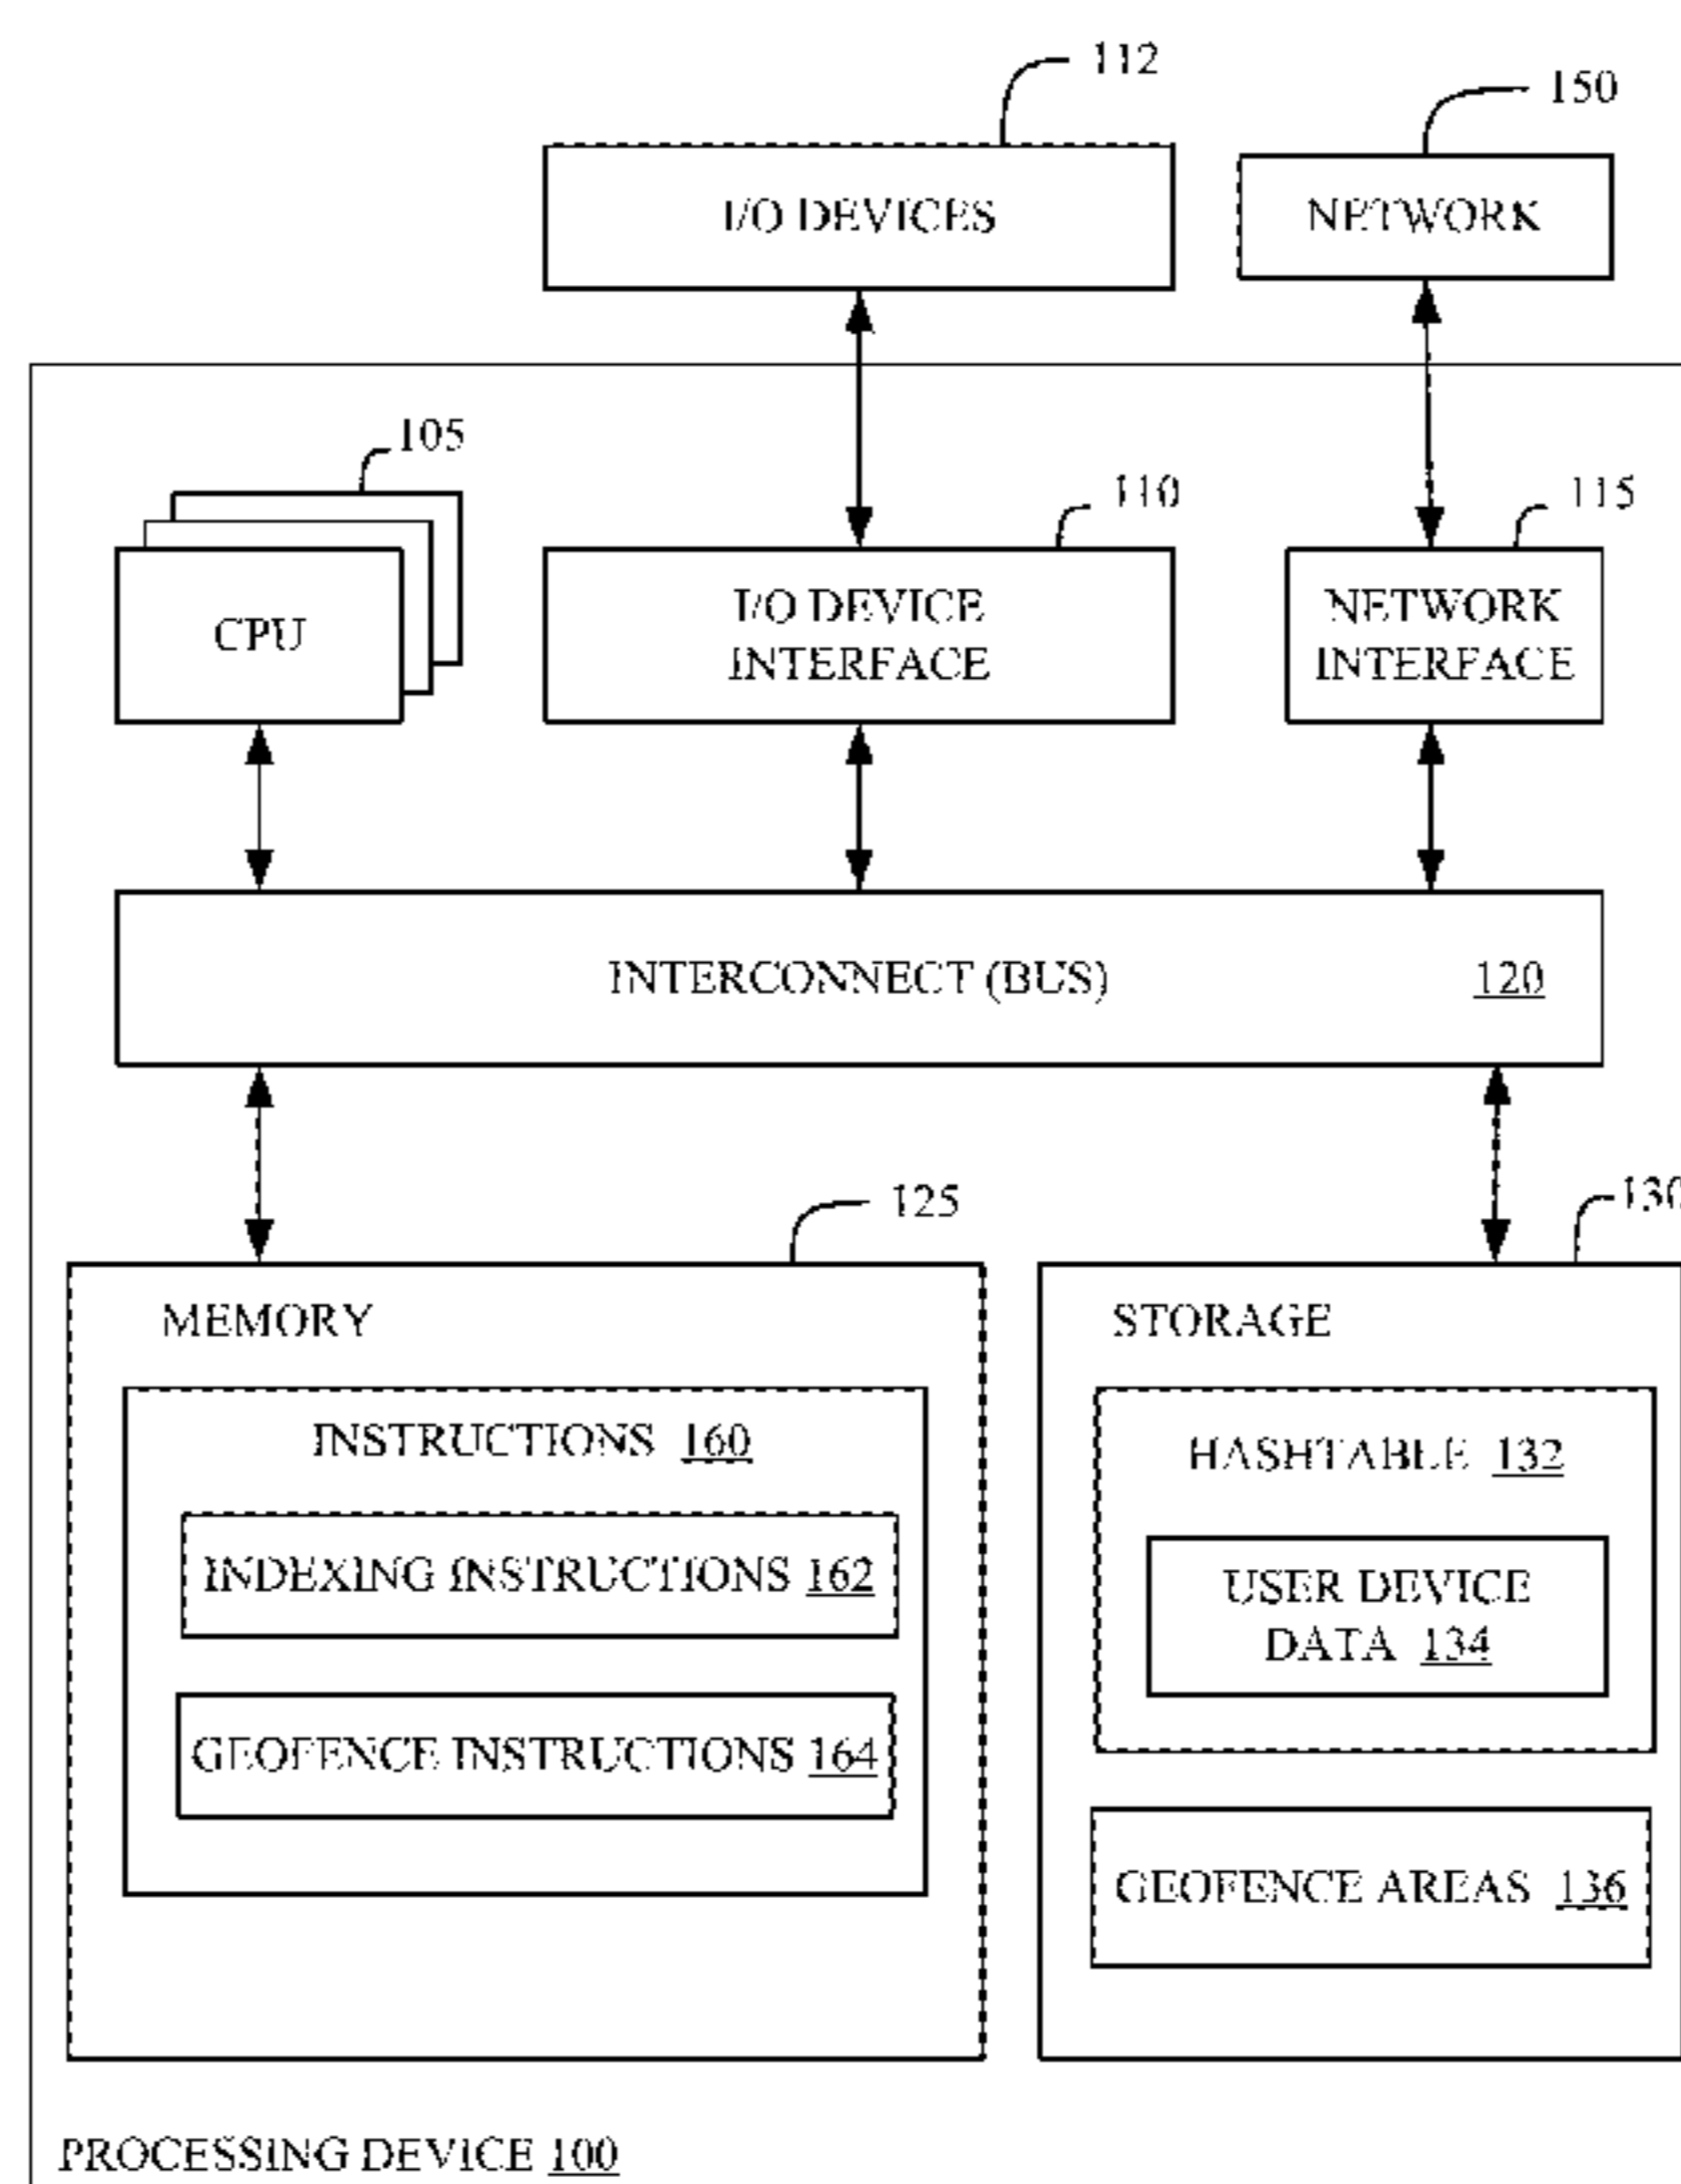 112
150
I/O DEVICES
NETWORK
105
110
115
CPU
I/O DEVICE
INTERFACE
NETWORK
INTERFACE
INTERCONNECT (BUS) 120
125
130
MEMORY
STORAGE
INSTRUCTIONS 160
INDEXING INSTRUCTIONS 162
GEOFENCE INSTRUCTIONS 164
HASHTABLE 132
USER DEVICE
DATA 134
GEOFENCE AREAS 136
PROCESSING DEVICE 100